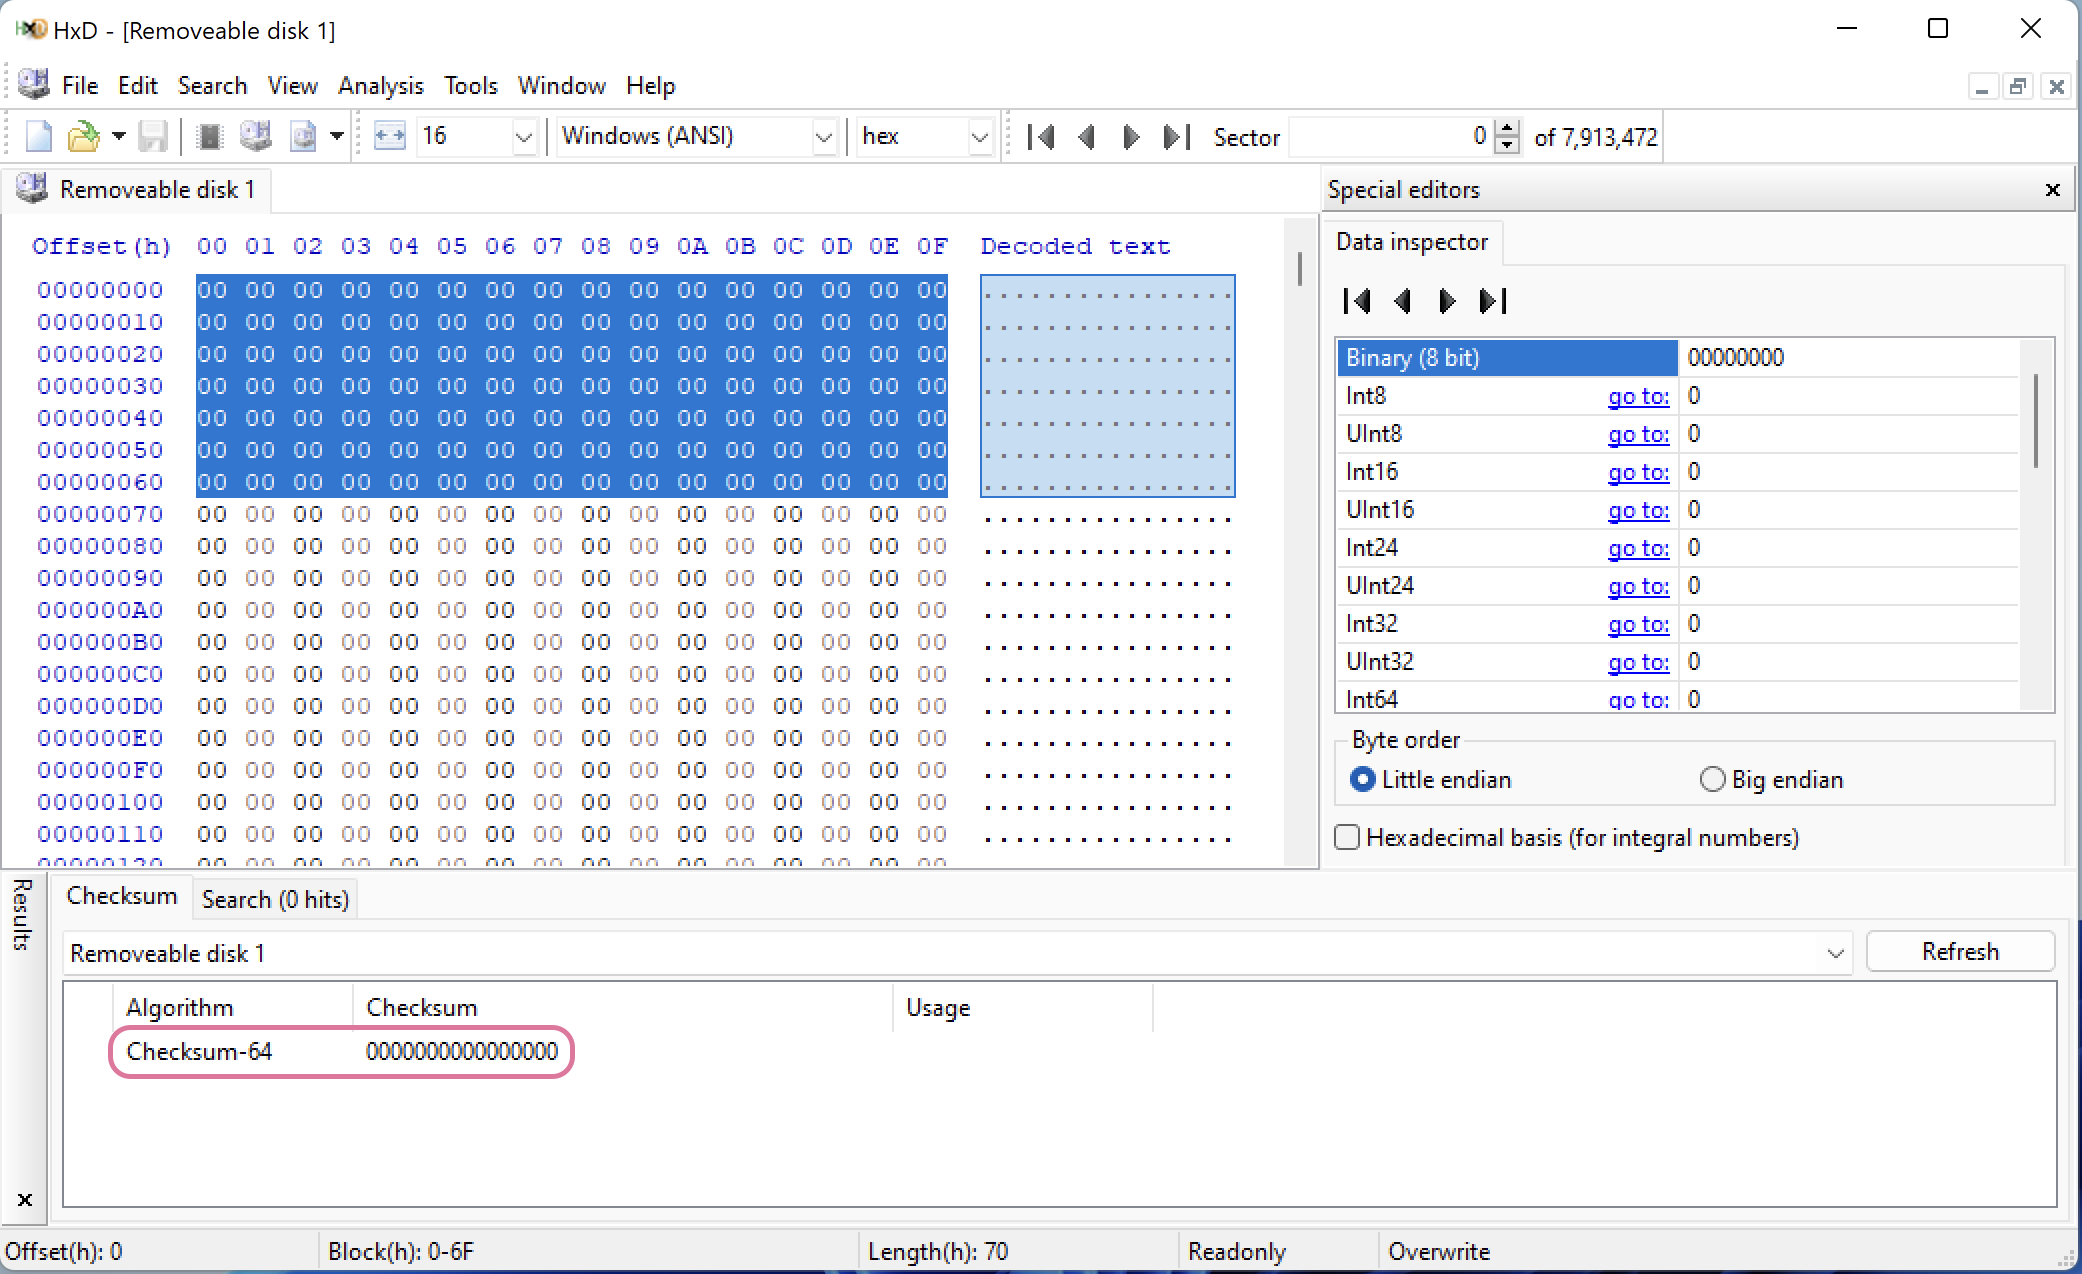 HxD - [Removeable disk 1]
File Edit Search View Analysis Tools Window Help
16 Windows (ANSI) hex Sector 0 of 7,913,472
Removeable disk 1
Offset(h) 00 01 02 03 04 05 06 07 08 09 0A 0B 0C 0D 0E 0F Decoded text
00000000 00 00 00 00 00 00 00 00 00 00 00 00 00 00 00 00 ................
00000010 00 00 00 00 00 00 00 00 00 00 00 00 00 00 00 00 ................
00000020 00 00 00 00 00 00 00 00 00 00 00 00 00 00 00 00 ................
00000030 00 00 00 00 00 00 00 00 00 00 00 00 00 00 00 00 ................
00000040 00 00 00 00 00 00 00 00 00 00 00 00 00 00 00 00 ................
00000050 00 00 00 00 00 00 00 00 00 00 00 00 00 00 00 00 ................
00000060 00 00 00 00 00 00 00 00 00 00 00 00 00 00 00 00 ................
00000070 00 00 00 00 00 00 00 00 00 00 00 00 00 00 00 00 ................
00000080 00 00 00 00 00 00 00 00 00 00 00 00 00 00 00 00 ................
00000090 00 00 00 00 00 00 00 00 00 00 00 00 00 00 00 00 ................
000000A0 00 00 00 00 00 00 00 00 00 00 00 00 00 00 00 00 ................
000000B0 00 00 00 00 00 00 00 00 00 00 00 00 00 00 00 00 ................
000000C0 00 00 00 00 00 00 00 00 00 00 00 00 00 00 00 00 ................
000000D0 00 00 00 00 00 00 00 00 00 00 00 00 00 00 00 00 ................
000000E0 00 00 00 00 00 00 00 00 00 00 00 00 00 00 00 00 ................
000000F0 00 00 00 00 00 00 00 00 00 00 00 00 00 00 00 00 ................
00000100 00 00 00 00 00 00 00 00 00 00 00 00 00 00 00 00 ................
00000110 00 00 00 00 00 00 00 00 00 00 00 00 00 00 00 00 ................
00000120 00 00 00 00 00 00 00 00 00 00 00 00 00 00 00 00
Special editors
Data inspector
Binary (8 bit) 00000000
Int8 go to: 0
UInt8 go to: 0
Int16 go to: 0
UInt16 go to: 0
Int24 go to: 0
UInt24 go to: 0
Int32 go to: 0
UInt32 go to: 0
Int64 go to: 0
Byte order
Little endian Big endian
Hexadecimal basis (for integral numbers)
Results
Checksum Search (0 hits)
Removeable disk 1 Refresh
Algorithm Checksum Usage
Checksum-64 0000000000000000
Offset(h): 0 Block(h): 0-6F Length(h): 70 Readonly Overwrite